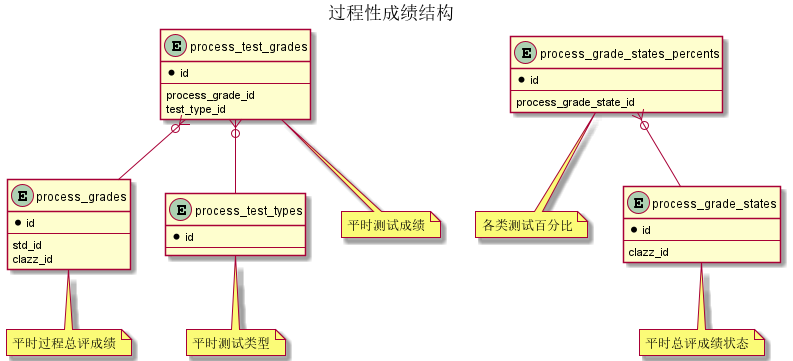 过程性成绩结构
E process_test_grades
id
process_grade_id
test_type_id
E process_grade_states_percents
id
process_grade_state_id
E process_grades
id
std_id
clazz_id
E process_test_types
id
平时测试成绩
各类测试百分比
E process_grade_states
id
clazz_id
平时过程总评成绩
平时测试类型
平时总评成绩状态